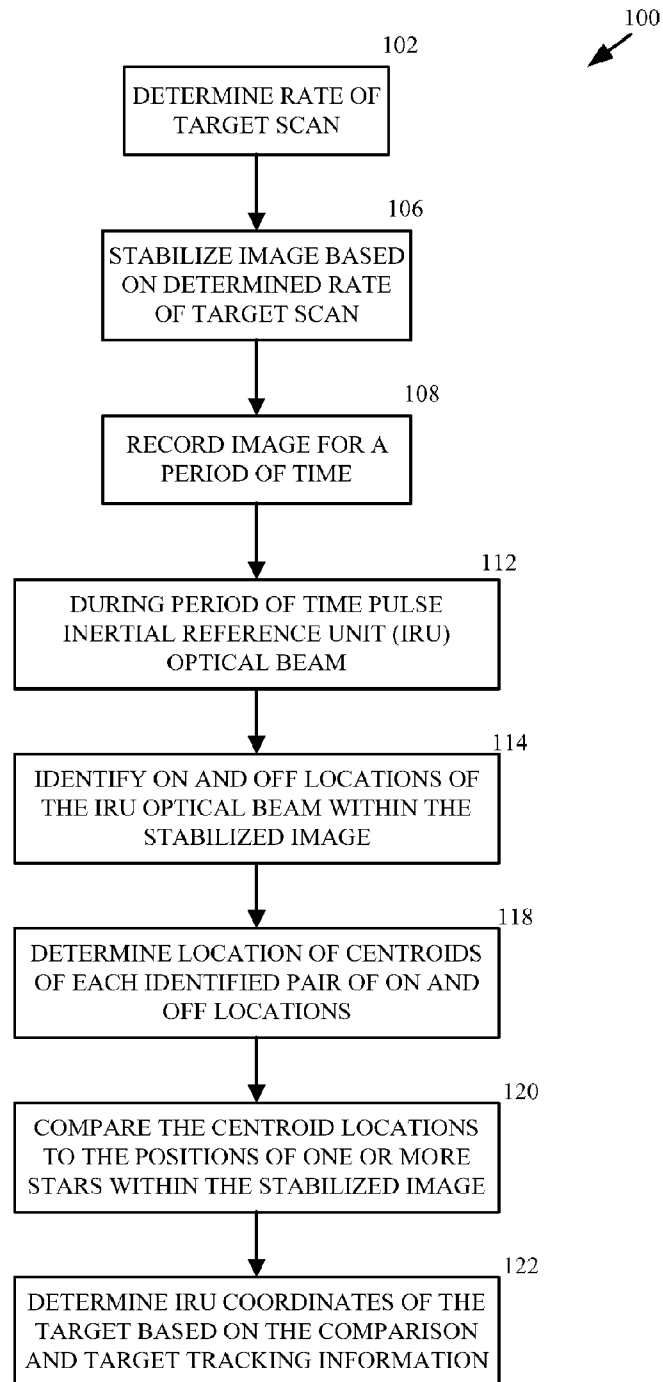 100
102
DETERMINE RATE OF
TARGET SCAN
106
STABILIZE IMAGE BASED
ON DETERMINED RATE
OF TARGET SCAN
108
RECORD IMAGE FOR A
PERIOD OF TIME
112
DURING PERIOD OF TIME PULSE
INERTIAL REFERENCE UNIT (IRU)
OPTICAL BEAM
114
IDENTIFY ON AND OFF LOCATIONS OF
THE IRU OPTICAL BEAM WITHIN THE
STABILIZED IMAGE
118
DETERMINE LOCATION OF CENTROIDS
OF EACH IDENTIFIED PAIR OF ON AND
OFF LOCATIONS
120
COMPARE THE CENTROID LOCATIONS
TO THE POSITIONS OF ONE OR MORE
STARS WITHIN THE STABILIZED IMAGE
122
DETERMINE IRU COORDINATES OF THE
TARGET BASED ON THE COMPARISON
AND TARGET TRACKING INFORMATION